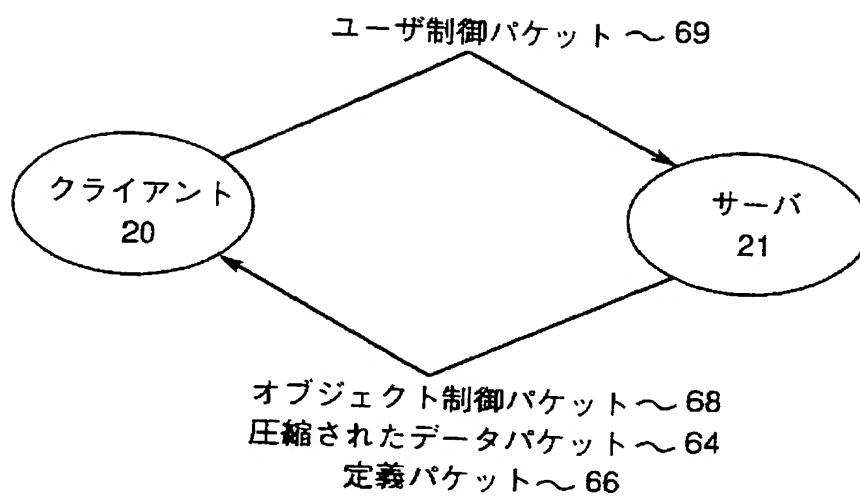 ユーザ制御パケット ~ 69
クライアント
20
サーバ
21
オブジェクト制御パケット~ 68
圧縮されたデータパケット~ 64
定義パケット~ 66